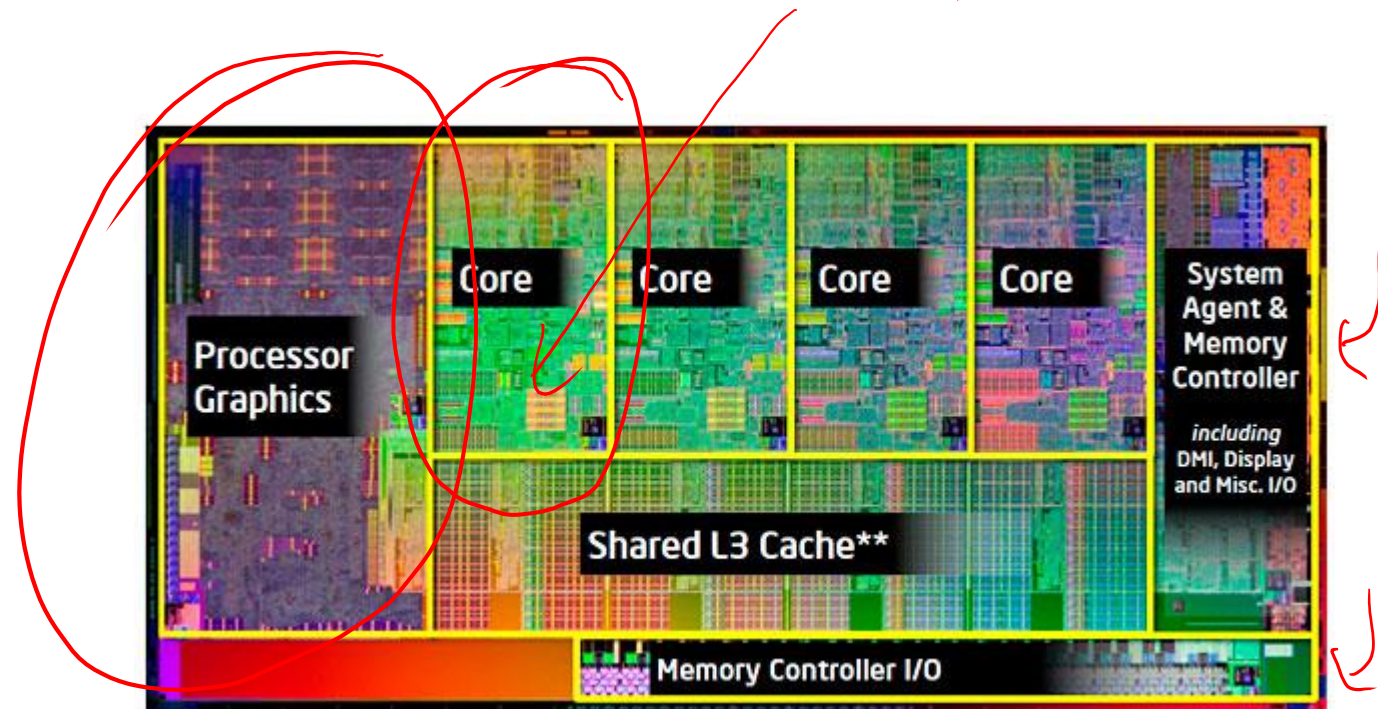 Processor
Graphics
Core
Core
Core
Core
System
Agent &
Memory
Controller
including
DMI, Display
and Misc. I/O
Shared L3 Cache**
Memory Controller I/O